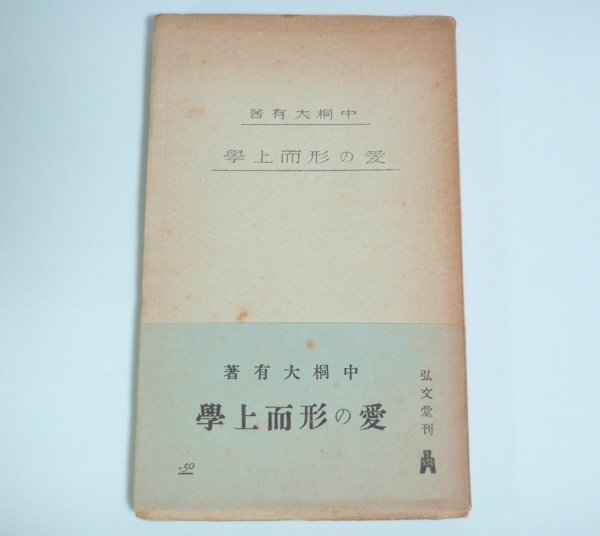 中桐大有著
愛の形而上學
中桐大有著
愛の形而上學
弘文堂刊
.50